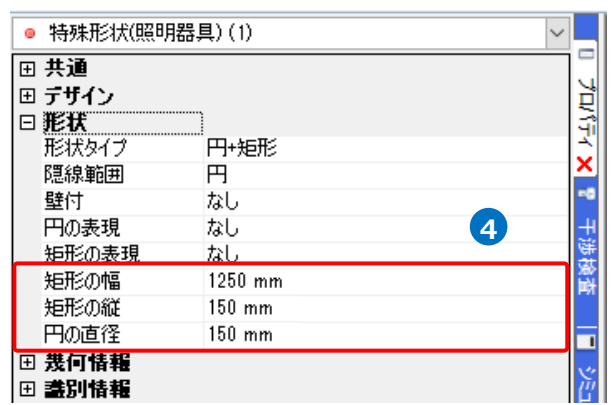 特殊形状(照明器具) (1)
共通
デザイン
形状
形状タイプ 円+矩形
隠線範囲 円
壁付 なし
円の表現 なし
矩形の表現 なし
矩形の幅 1250 mm
矩形の縦 150 mm
円の直径 150 mm
幾何情報
識別情報
4
プロパティ
干渉検査
シミュ